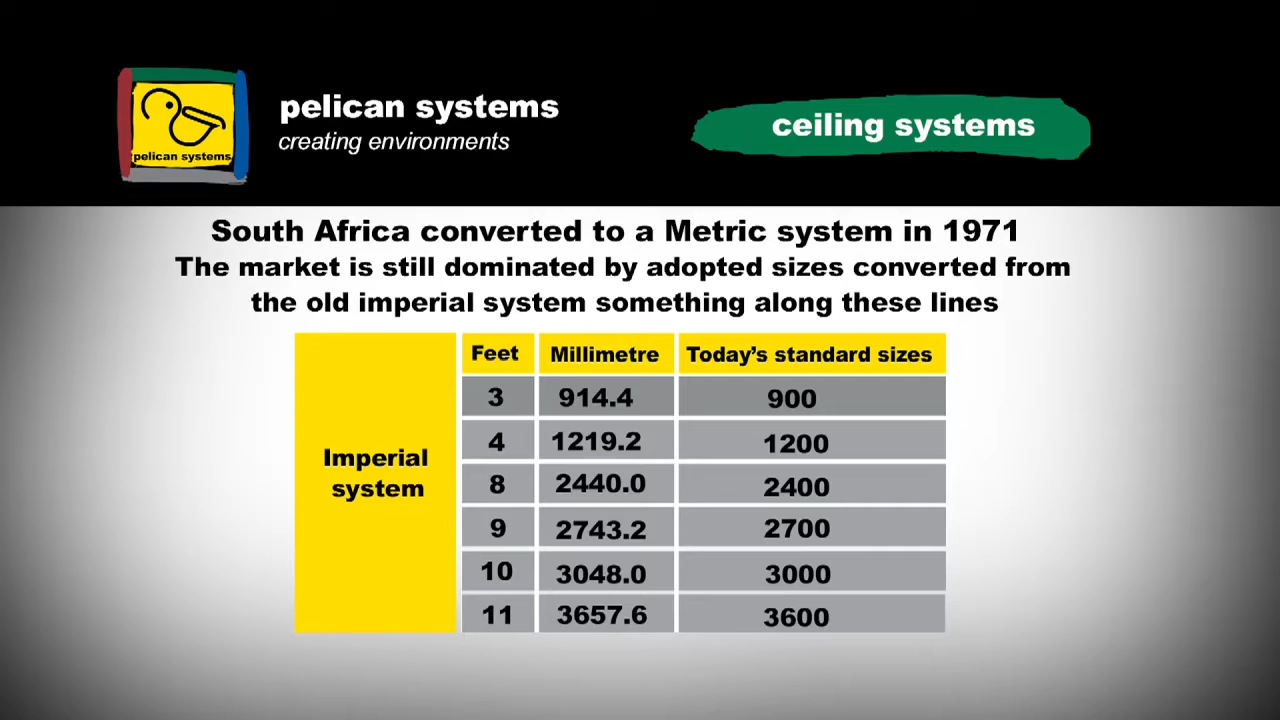 pelican systems
pelican systems
creating environments
ceiling systems
South Africa converted to a Metric system in 1971
The market is still dominated by adopted sizes converted from
the old imperial system something along these lines
Imperial
system
Feet Millimetre Today's standard sizes
3 914.4 900
4 1219.2 1200
8 2440.0 2400
9 2743.2 2700
10 3048.0 3000
11 3657.6 3600